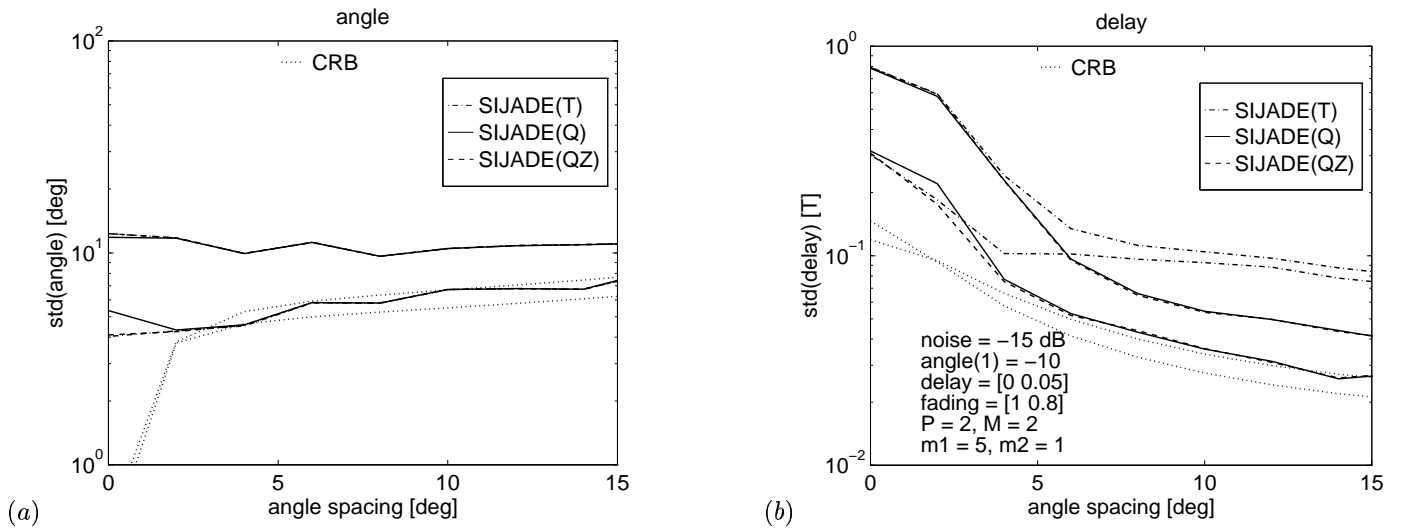 angle
10^2
CRB
SIJADE(T)
SIJADE(Q)
SIJADE(QZ)
std(angle) [deg]
10^1
10^0
0 5 10 15
angle spacing [deg]
(a)
delay
10^0
CRB
SIJADE(T)
SIJADE(Q)
SIJADE(QZ)
std(delay) [T]
10^−1
noise = −15 dB
angle(1) = −10
delay = [0 0.05]
fading = [1 0.8]
P = 2, M = 2
m1 = 5, m2 = 1
10^−2
0 5 10 15
angle spacing [deg]
(b)